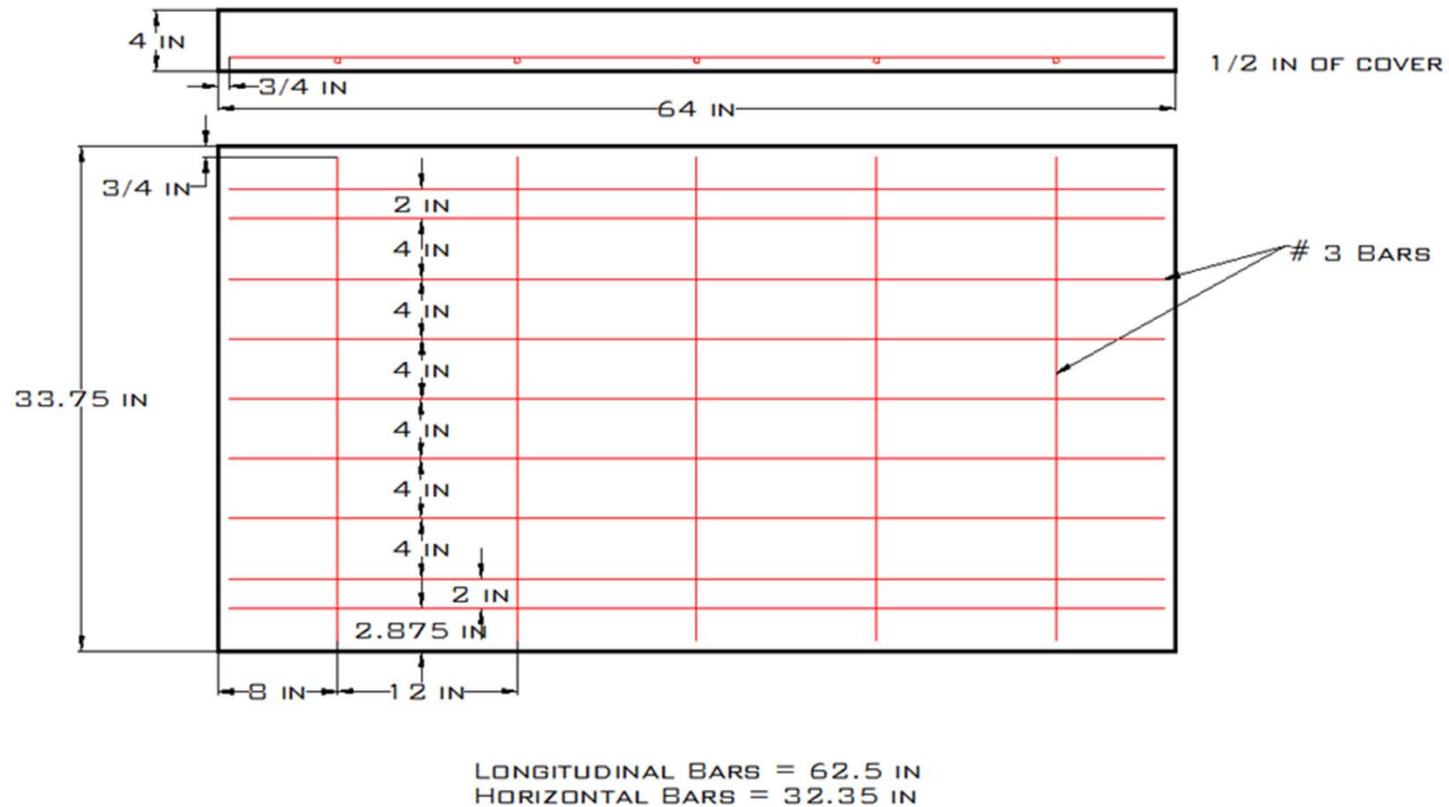 4 IN
1/2 IN OF COVER
3/4 IN
64 IN
3/4 IN
2 IN
4 IN
# 3 BARS
4 IN
4 IN
33.75 IN
4 IN
4 IN
4 IN
2 IN
2.875 IN
8 IN
12 IN
LONGITUDINAL BARS = 62.5 IN
HORIZONTAL BARS = 32.35 IN